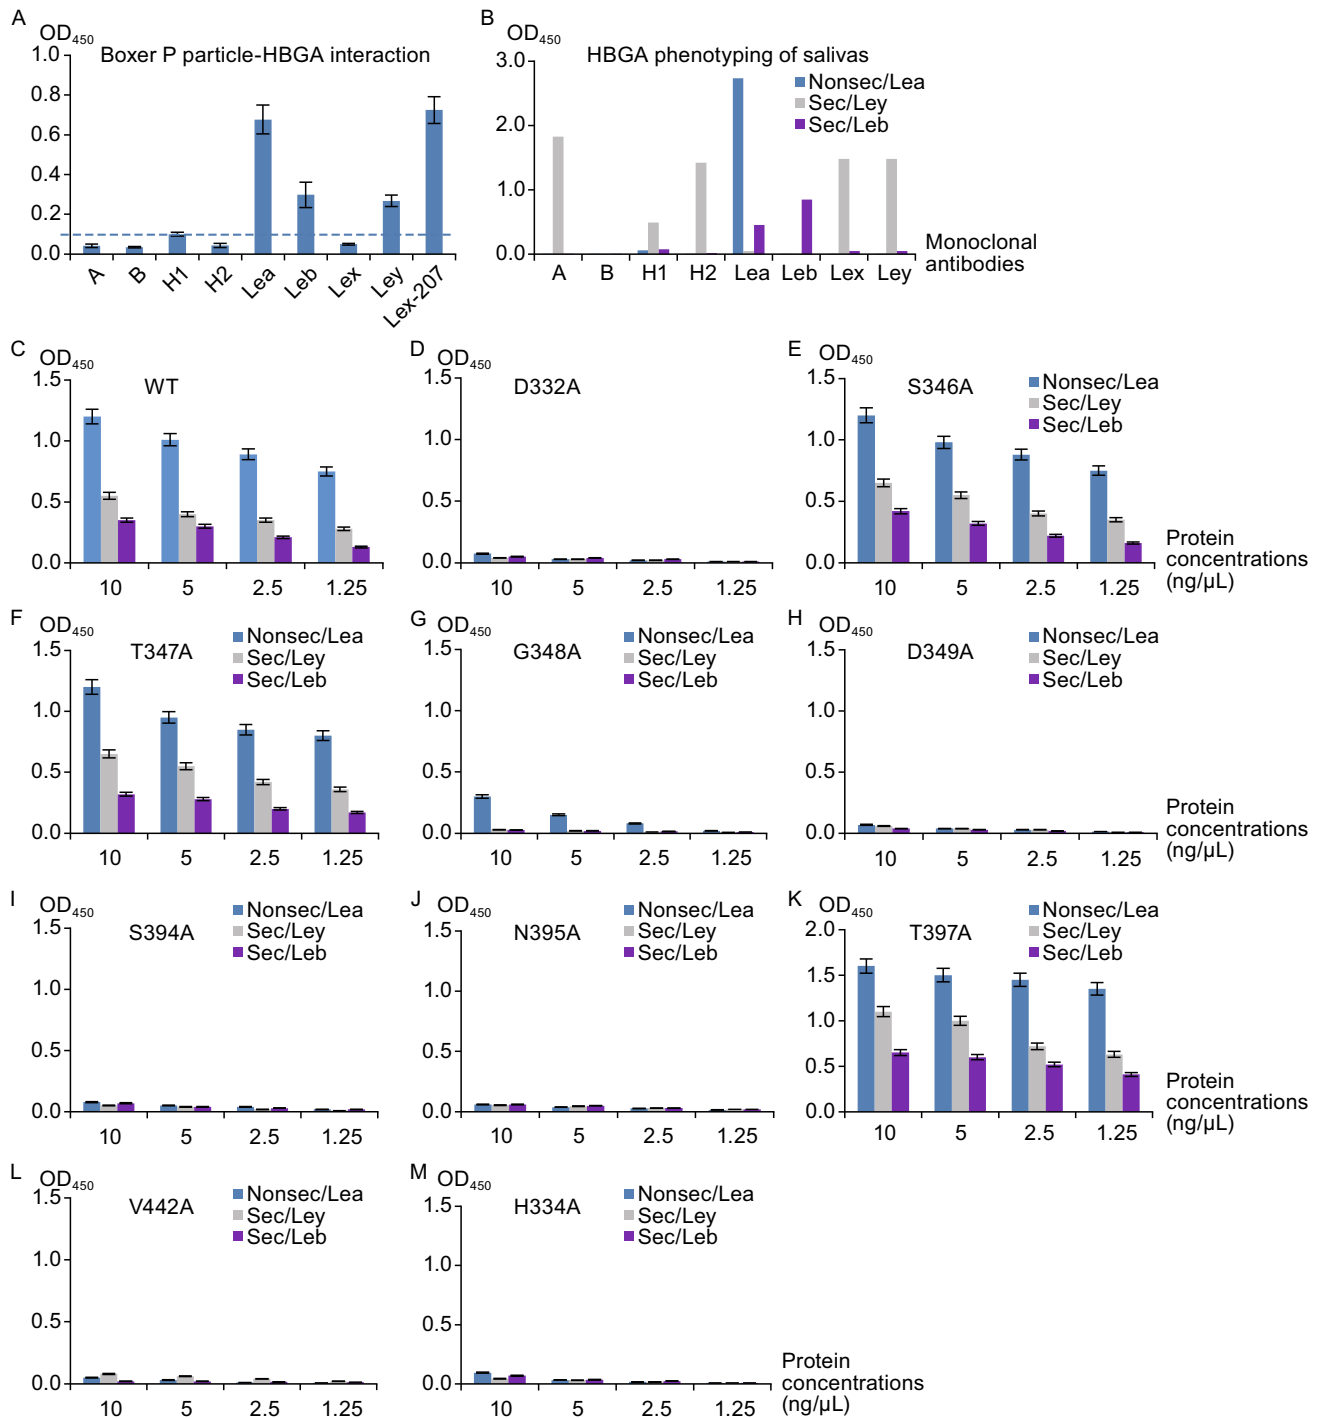 A
OD450
Boxer P particle-HBGA interaction
1.0
0.8
0.6
0.4
0.2
0.0
A
B
H1
H2
Lea
Leb
Lex
Ley
Lex-207
B
OD450
HBGA phenotyping of salivas
3.0
2.0
1.0
0.0
Nonsec/Lea
Sec/Ley
Sec/Leb
A B H1 H2 Lea Leb Lex Ley
Monoclonal
antibodies
C
OD450
WT
1.5
1.0
0.5
0.0
10 5 2.5 1.25
D
OD450
D332A
1.5
1.0
0.5
0.0
10 5 2.5 1.25
E
OD450
S346A
Nonsec/Lea
Sec/Ley
Sec/Leb
1.5
1.0
0.5
0.0
10 5 2.5 1.25
Protein
concentrations
(ng/µL)
F
OD450
T347A
Nonsec/Lea
Sec/Ley
Sec/Leb
1.5
1.0
0.5
0.0
10 5 2.5 1.25
G
OD450
G348A
Nonsec/Lea
Sec/Ley
Sec/Leb
1.5
1.0
0.5
0.0
10 5 2.5 1.25
H
OD450
D349A
Nonsec/Lea
Sec/Ley
Sec/Leb
1.5
1.0
0.5
0.0
10 5 2.5 1.25
Protein
concentrations
(ng/µL)
I
OD450
S394A
Nonsec/Lea
Sec/Ley
Sec/Leb
1.5
1.0
0.5
0.0
10 5 2.5 1.25
J
OD450
N395A
Nonsec/Lea
Sec/Ley
Sec/Leb
1.5
1.0
0.5
0.0
10 5 2.5 1.25
K
OD450
T397A
Nonsec/Lea
Sec/Ley
Sec/Leb
2.0
1.5
1.0
0.5
0.0
10 5 2.5 1.25
Protein
concentrations
(ng/µL)
L
OD450
V442A
Nonsec/Lea
Sec/Ley
Sec/Leb
1.5
1.0
0.5
0.0
10 5 2.5 1.25
M
OD450
H334A
Nonsec/Lea
Sec/Ley
Sec/Leb
1.5
1.0
0.5
0.0
10 5 2.5 1.25
Protein
concentrations
(ng/µL)